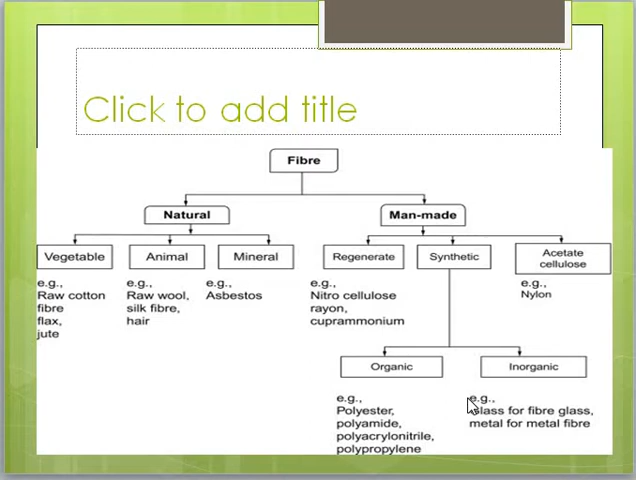 Click to add title
Fibre
Natural
Man-made
Vegetable
Animal
Mineral
Regenerate
Synthetic
Acetate
cellulose
e.g.,
Raw cotton
fibre
flax,
jute
e.g.,
Raw wool,
silk fibre,
hair
e.g.,
Asbestos
e.g.,
Nitro cellulose
rayon,
cuprammonium
e.g.,
Nylon
Organic
Inorganic
e.g.,
Polyester,
polyamide,
polyacrylonitrile,
polypropylene
e.g.,
Glass for fibre glass,
metal for metal fibre